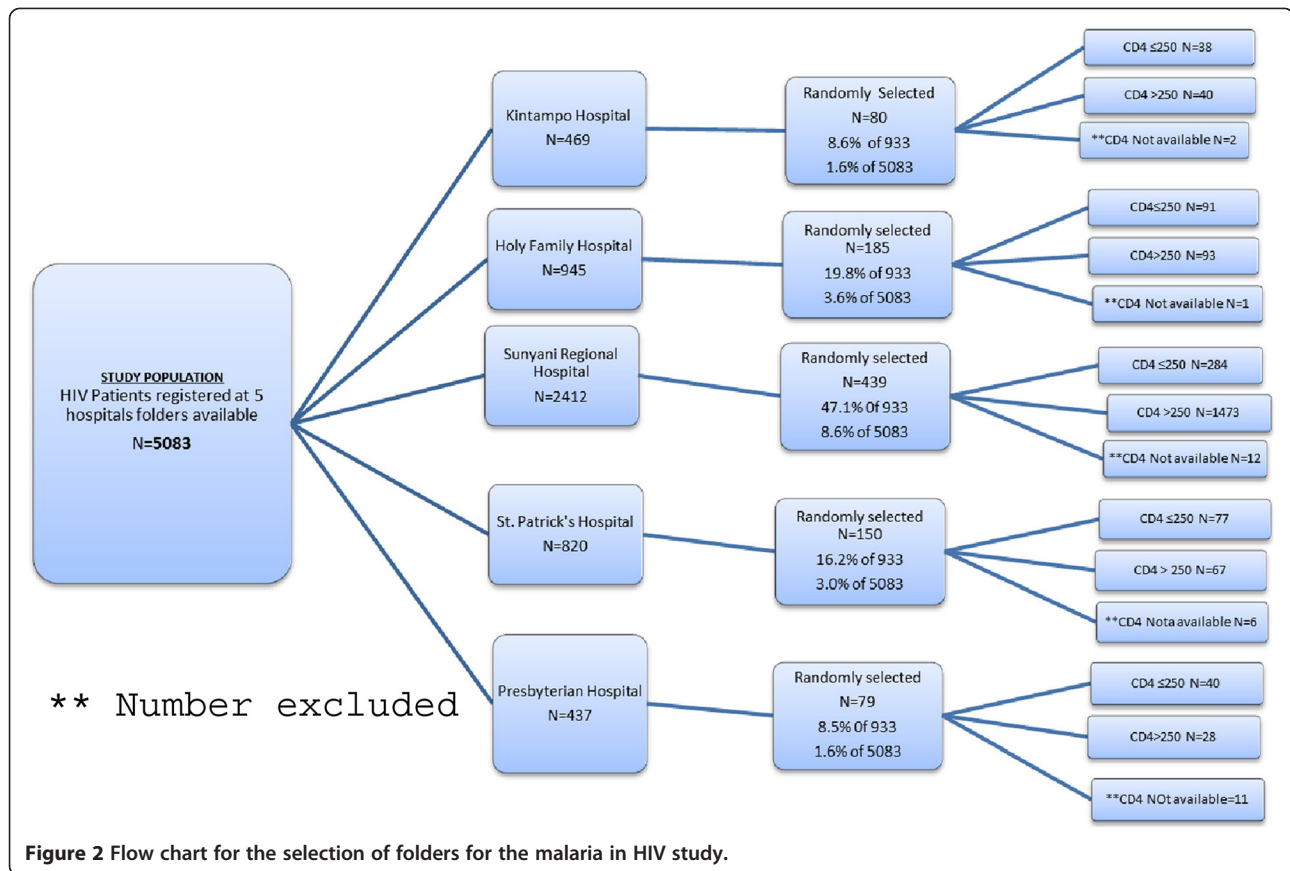 STUDY POPULATION
HIV Patients registered at 5
hospitals folders available
N=5083
Kintampo Hospital
N=469
Randomly Selected
N=80
8.6% of 933
1.6% of 5083
CD4 ≤250 N=38
CD4 >250 N=40
**CD4 Not available N=2
Holy Family Hospital
N=945
Randomly selected
N=185
19.8% of 933
3.6% of 5083
CD4≤250 N=91
CD4>250 N=93
**CD4 Not available N=1
Sunyani Regional
Hospital
N=2412
Randomly selected
N=439
47.1% 0f 933
8.6% of 5083
CD4 ≤250 N=284
CD4 >250 N=1473
**CD4 Not available N=12
St. Patrick's Hospital
N=820
Randomly selected
N=150
16.2% of 933
3.0% of 5083
CD4 ≤250 N=77
CD4 > 250 N=67
**CD4 Nota available N=6
Presbyterian Hospital
N=437
Randomly selected
N=79
8.5% 0f 933
1.6% of 5083
CD4 ≤250 N=40
CD4>250 N=28
**CD4 NOt available=11
** Number excluded
Figure 2 Flow chart for the selection of folders for the malaria in HIV study.